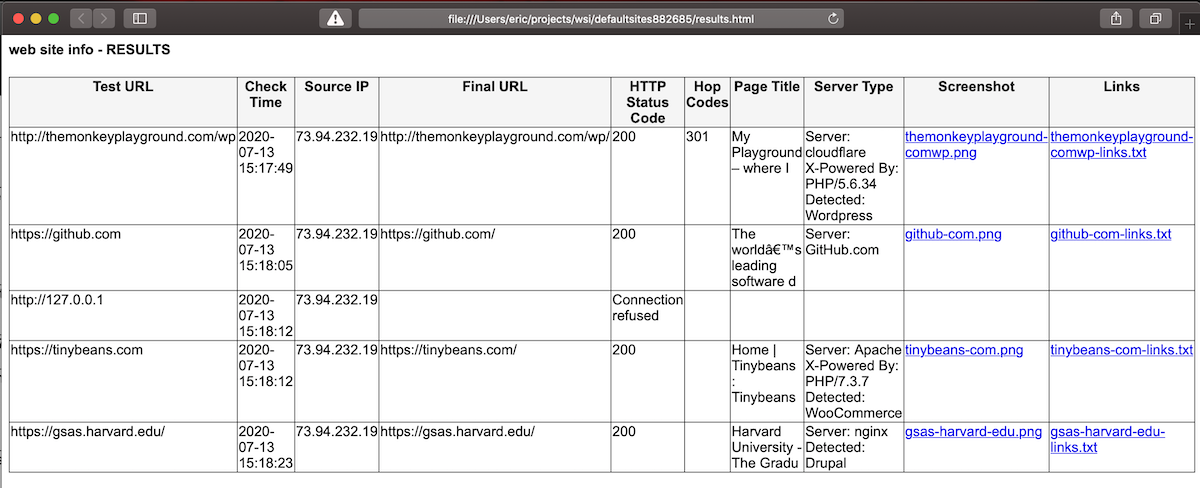 file:///Users/eric/projects/wsi/defaultsites882685/results.html
web site info - RESULTS
Test URL
Check
Time
Source IP
Final URL
HTTP
Status
Code
Hop
Codes
Page Title
Server Type
Screenshot
Links
http://themonkeyplayground.com/wp
2020-
07-13
15:17:49
73.94.232.19
http://themonkeyplayground.com/wp/
200
301
My
Playground
– where I
Server:
cloudflare
X-Powered By:
PHP/5.6.34
Detected:
Wordpress
themonkeyplayground-
comwp.png
themonkeyplayground-
comwp-links.txt
https://github.com
2020-
07-13
15:18:05
73.94.232.19
https://github.com/
200
The
worldâ€™s
leading
software d
Server:
GitHub.com
github-com.png
github-com-links.txt
http://127.0.0.1
2020-
07-13
15:18:12
73.94.232.19
Connection
refused
https://tinybeans.com
2020-
07-13
15:18:12
73.94.232.19
https://tinybeans.com/
200
Home |
Tinybeans
:
Tinybeans
Server: Apache
X-Powered By:
PHP/7.3.7
Detected:
WooCommerce
tinybeans-com.png
tinybeans-com-links.txt
https://gsas.harvard.edu/
2020-
07-13
15:18:23
73.94.232.19
https://gsas.harvard.edu/
200
Harvard
University -
The Gradu
Server: nginx
Detected:
Drupal
gsas-harvard-edu.png
gsas-harvard-edu-
links.txt